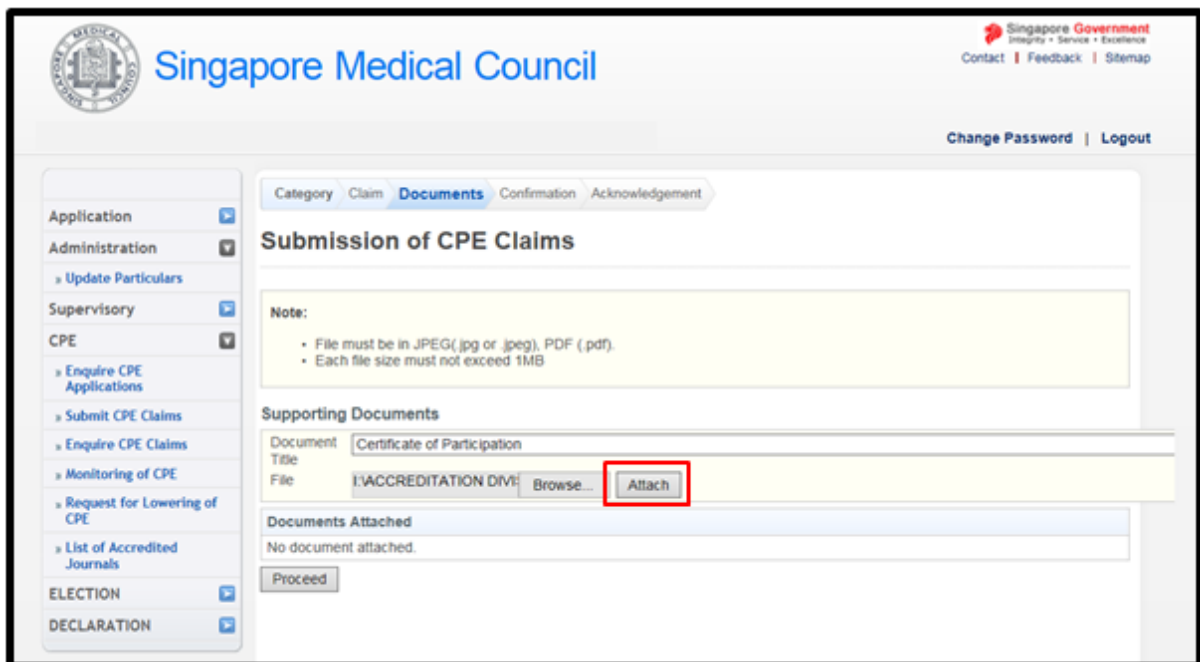 SINGAPORE MEDICAL COUNCIL
Singapore Medical Council
Singapore Government
Integrity • Service • Excellence
Contact | Feedback | Sitemap
Change Password | Logout
Application
Administration
» Update Particulars
Supervisory
CPE
» Enquire CPE
Applications
» Submit CPE Claims
» Enquire CPE Claims
» Monitoring of CPE
» Request for Lowering of
CPE
» List of Accredited
Journals
ELECTION
DECLARATION
Category Claim Documents Confirmation Acknowledgement
Submission of CPE Claims
Note:
• File must be in JPEG(.jpg or .jpeg), PDF (.pdf).
• Each file size must not exceed 1MB
Supporting Documents
Document
Title
Certificate of Participation
File I:\ACCREDITATION DIVI Browse... Attach
Documents Attached
No document attached.
Proceed